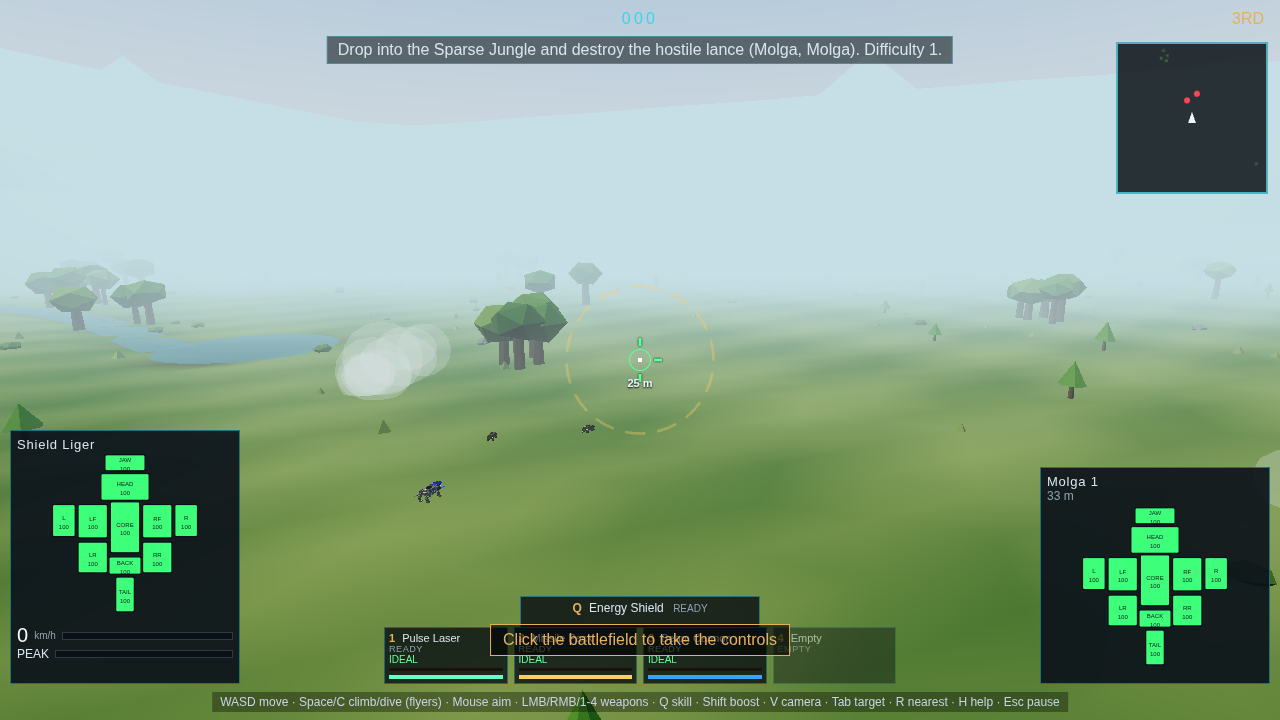 000
3RD
Drop into the Sparse Jungle and destroy the hostile lance (Molga, Molga). Difficulty 1.
25 m
Shield Liger
JAW
100
HEAD
100
L
100
LF
100
CORE
100
RF
100
R
100
LR
100
BACK
100
RR
100
TAIL
100
0 km/h
PEAK
Molga 1
33 m
JAW
100
HEAD
100
L
100
LF
100
CORE
100
RF
100
R
100
LR
100
BACK
100
RR
100
TAIL
100
Q Energy Shield READY
Click the battlefield to take the controls
1 Pulse Laser
READY
IDEAL
READY
IDEAL
READY
IDEAL
4 Empty
EMPTY
WASD move · Space/C climb/dive (flyers) · Mouse aim · LMB/RMB/1-4 weapons · Q skill · Shift boost · V camera · Tab target · R nearest · H help · Esc pause